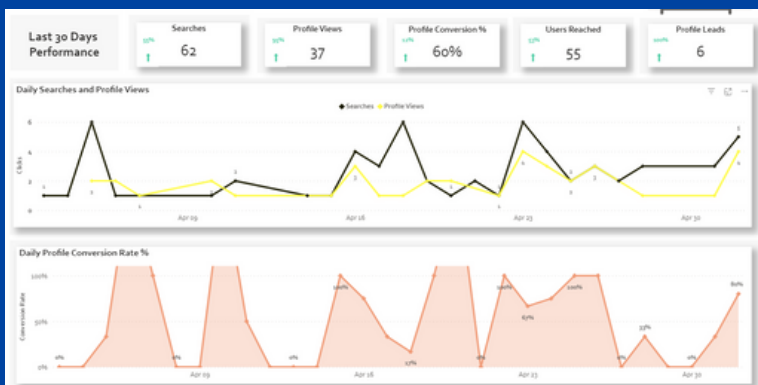 Last 30 Days
Performance
Searches
62
Profile Views
37
Profile Conversion %
60%
Users Reached
55
Profile Leads
100%
6
Daily Searches and Profile Views
Searches Profile Views
6
4
2
0
Clicks
Apr 09
Apr 16
Apr 23
Apr 30
Daily Profile Conversion Rate %
100%
50%
0%
Conversion Rate
0%
0%
0%
100%
17%
0%
100%
67%
100%
0%
33%
0%
80%
Apr 09
Apr 16
Apr 23
Apr 30